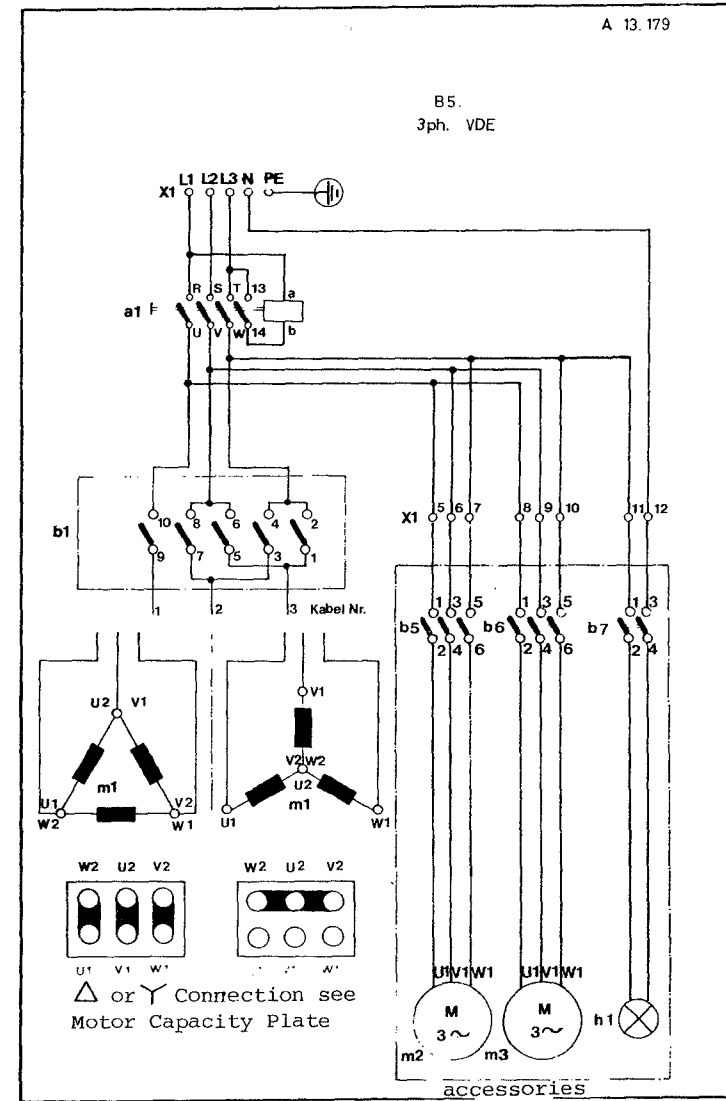 A 13.179
B5.
3ph. VDE
L1 L2 L3 N PE
X1
R S T 13 a
a1
U V W 14 b
5 6 7 8 9 10 11 12
X1
10 8 6 4 2
b1
9 7 5 3 1
1 2 3 Kabel Nr.
1 3 5 1 3 5 1 3
b5 b6 b7
2 4 6 2 4 6 2 4
V1
U2 V1
V2 W2
U2
m1 m1
U1 V2
W2 W1
U1 W1
W2 U2 V2 W2 U2 V2
U1 V1 W1 V1 W1
△ or Y Connection see
Motor Capacity Plate
U1 V1 W1 U1 V1 W1
M M
3~ 3~
m2 m3 h1
accessories